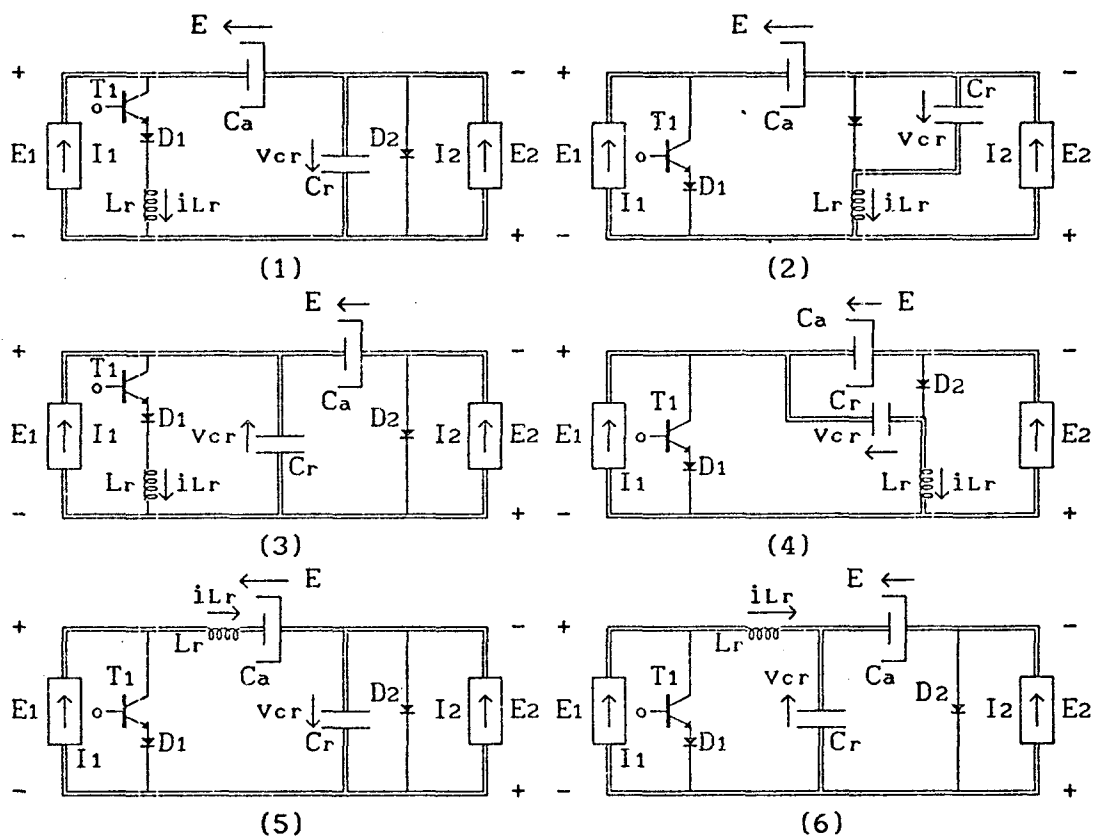 E
+
-
T1
Ca
D1
D2
E1
I1
vcr
I2
E2
Lr
iLr
Cr
-
+
(1)
E
+
-
Cr
T1
Ca
vcr
E1
I2
E2
D1
I1
Lr
iLr
-
+
(2)
E
+
-
T1
Ca
D1
D2
E1
I1
vcr
I2
E2
Cr
Lr
iLr
-
+
(3)
E
Ca
+
-
D2
T1
Cr
E1
vcr
E2
D1
I1
Lr
iLr
-
+
(4)
E
iLr
+
-
Lr
Ca
T1
vcr
D2
E1
I2
E2
D1
Cr
I1
-
+
(5)
E
iLr
+
-
Lr
Ca
T1
vcr
D2
E1
I2
E2
D1
Cr
I1
-
+
(6)